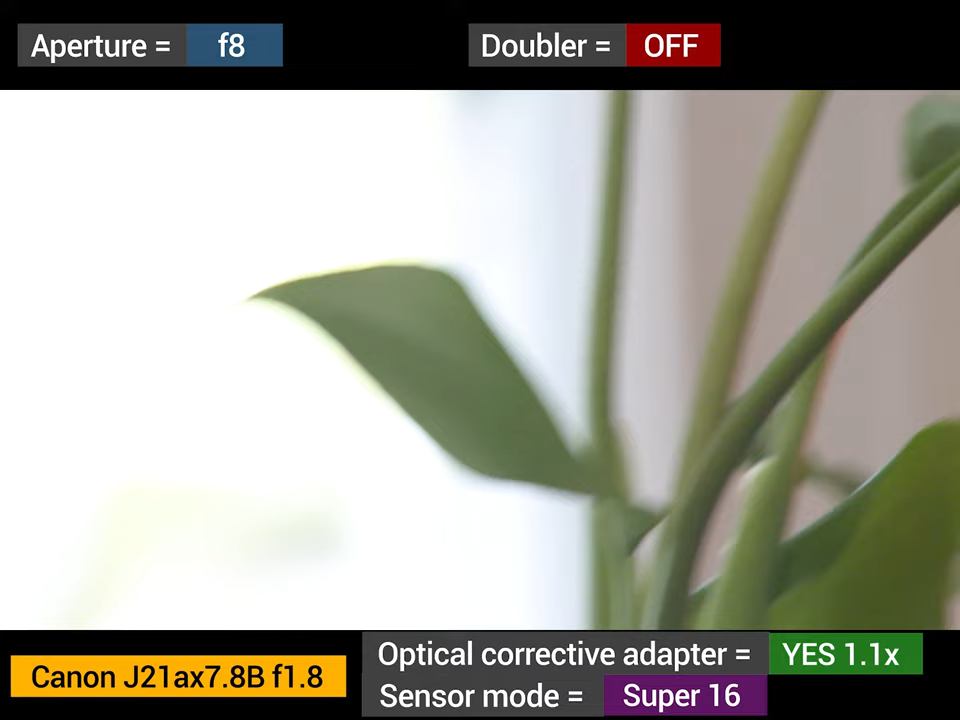 Aperture = f8
Doubler = OFF
Canon J21ax7.8B f1.8
Optical corrective adapter = YES 1.1x
Sensor mode = Super 16